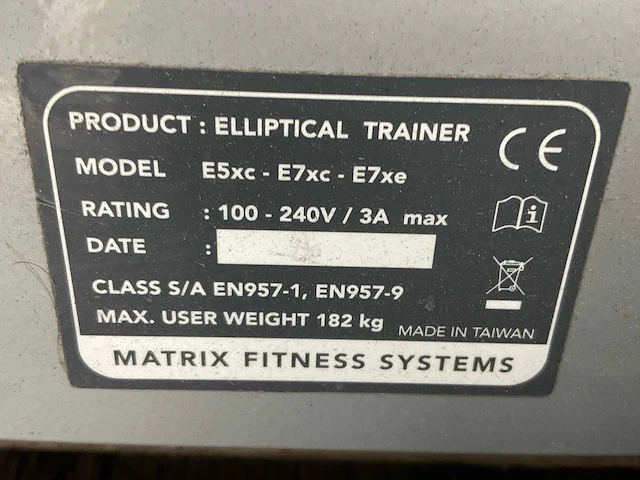 PRODUCT : ELLIPTICAL TRAINER
CE
MODEL E5xc - E7xc - E7xe
RATING : 100 - 240V / 3A max
i
DATE :
CLASS S/A EN957-1, EN957-9
MAX. USER WEIGHT 182 kg
MADE IN TAIWAN
MATRIX FITNESS SYSTEMS